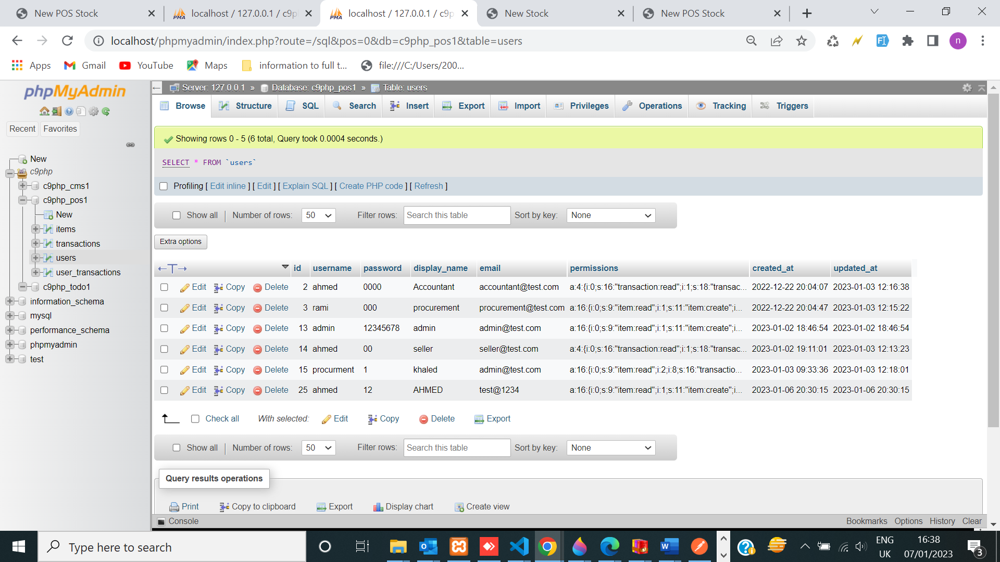 New POS Stock
localhost / 127.0.0.1 / c9p
localhost / 127.0.0.1 / c9p
New Stock
New POS Stock
localhost/phpmyadmin/index.php?route=/sql&pos=0&db=c9php_pos1&table=users
n
Apps Gmail YouTube Maps information to full t... file:///C:/Users/200...
phpMyAdmin
Recent Favorites
New
c9php
c9php_cms1
c9php_pos1
New
items
transactions
users
user_transactions
c9php_todo1
information_schema
mysql
performance_schema
phpmyadmin
test
Server: 127.0.0.1 » Database: c9php_pos1 » Table: users
Browse Structure SQL Search Insert Export Import Privileges Operations Tracking Triggers
Showing rows 0 - 5 (6 total, Query took 0.0004 seconds.)
SELECT * FROM `users`
Profiling [ Edit inline ] [ Edit ] [ Explain SQL ] [ Create PHP code ] [ Refresh ]
Show all Number of rows: 50 Filter rows: Search this table Sort by key: None
Extra options
←T→ id username password display_name email permissions created_at updated_at
Edit Copy Delete 2 ahmed 0000 Accountant accountant@test.com a:4:{i:0;s:16:"transaction:read";i:1;s:18:"transac... 2022-12-22 20:04:07 2023-01-03 12:16:38
Edit Copy Delete 3 rami 000 procurement procurement@test.com a:16:{i:0;s:9:"item:read";i:1;s:11:"item:create";i... 2022-12-22 20:04:47 2023-01-03 12:15:22
Edit Copy Delete 13 admin 12345678 admin admin@test.com a:16:{i:0;s:9:"item:read";i:1;s:11:"item:create";i... 2023-01-02 18:46:54 2023-01-02 18:46:54
Edit Copy Delete 14 ahmed 00 seller seller@test.com a:4:{i:0;s:16:"transaction:read";i:1;s:18:"transac... 2023-01-02 19:11:01 2023-01-03 12:13:23
Edit Copy Delete 15 procurment 1 khaled admin@test.com a:16:{i:0;s:9:"item:read";i:2;i:8;s:16:"transactio... 2023-01-03 09:33:36 2023-01-03 12:18:01
Edit Copy Delete 25 ahmed 12 AHMED test@1234 a:16:{i:0;s:9:"item:read";i:1;s:11:"item:create";i... 2023-01-06 20:30:15 2023-01-06 20:30:15
Check all With selected: Edit Copy Delete Export
Show all Number of rows: 50 Filter rows: Search this table Sort by key: None
Query results operations
Print Copy to clipboard Export Display chart Create view
Console Bookmarks Options History Clear
Type here to search
ENG
UK
16:38
07/01/2023
3